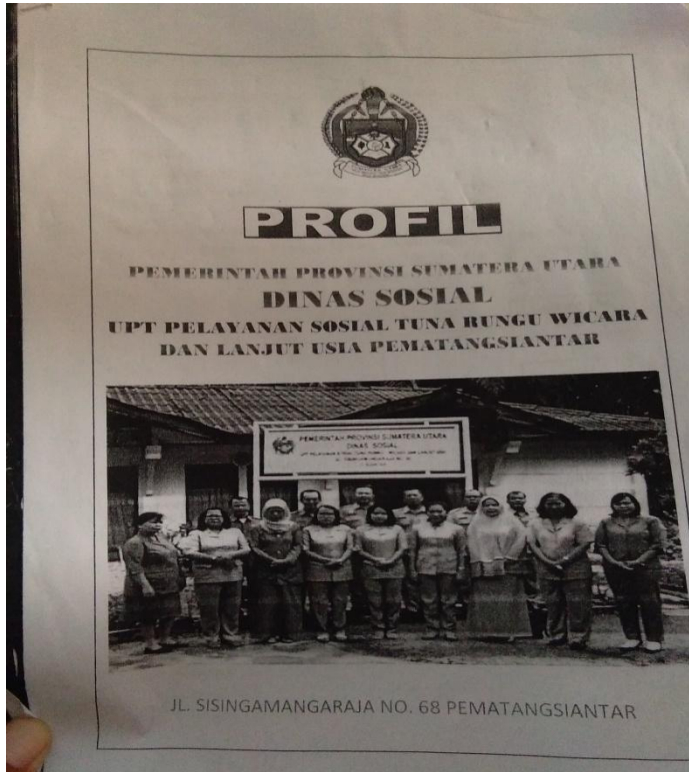 PROFIL
PEMERINTAH PROVINSI SUMATERA UTARA
DINAS SOSIAL
UPT PELAYANAN SOSIAL TUNA RUNGU WICARA
DAN LANJUT USIA PEMATANGSIANTAR
PEMERINTAH PROVINSI SUMATERA UTARA
DINAS SOSIAL
JL. SISINGAMANGARAJA NO. 68 PEMATANGSIANTAR